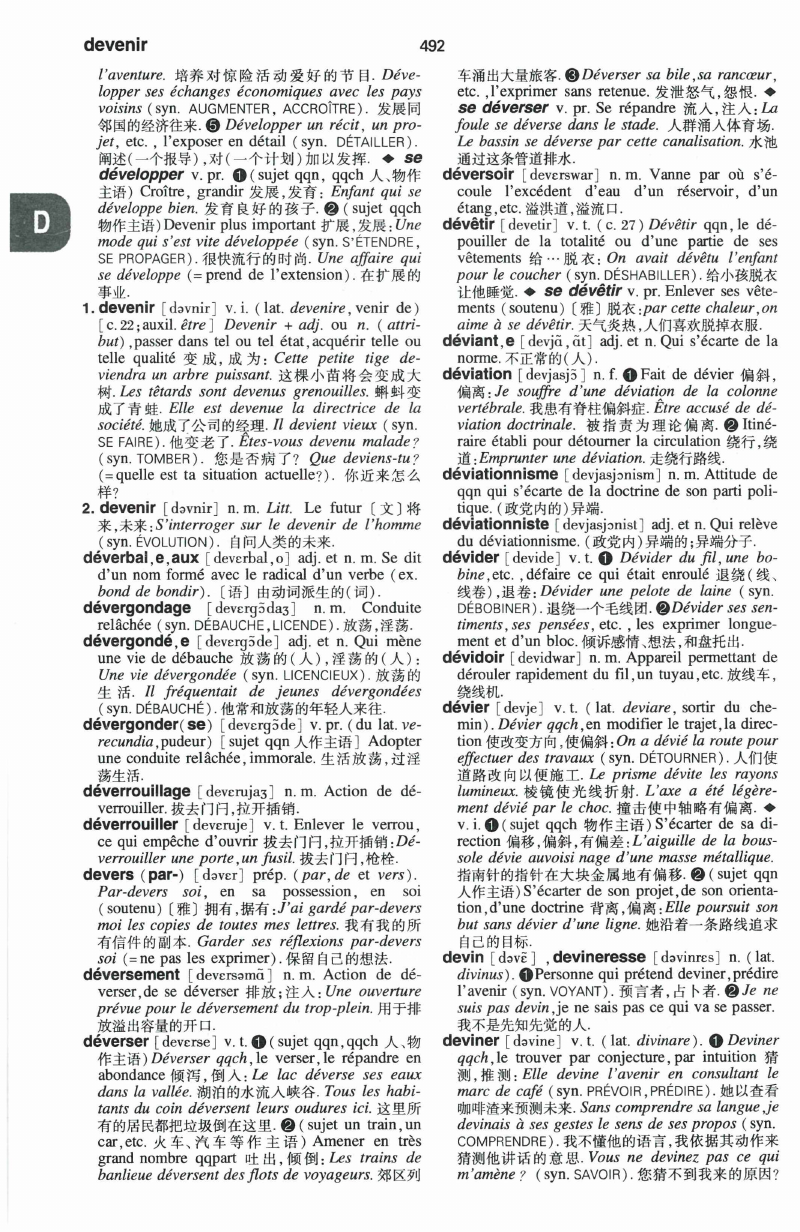 devenir
492
l'aventure. 培养对惊险活动爱好的节目. Déve-
lopper ses échanges économiques avec les pays
voisins (syn. AUGMENTER, ACCROÎTRE). 发展同
邻国的经济往来. ❺ Développer un récit, un pro-
jet, etc., l'exposer en détail (syn. DÉTAILLER).
阐述(一个报导),对(一个计划)加以发挥. ◆ se
développer v. pr. ❶ (sujet qqn, qqch 人、物作
主语) Croître, grandir 发展,发育: Enfant qui se
développe bien. 发育良好的孩子. ❷ (sujet qqch
物作主语) Devenir plus important 扩展,发展: Une
mode qui s'est vite développée (syn. S'ÉTENDRE,
SE PROPAGER). 很快流行的时尚. Une affaire qui
se développe (= prend de l'extension). 在扩展的
事业.
D
1. devenir [dəvnir] v. i. (lat. devenire, venir de)
[c. 22; auxil. être] Devenir + adj. ou n. (attri-
but), passer dans tel ou tel état, acquérir telle ou
telle qualité 变成,成为: Cette petite tige de-
viendra un arbre puissant. 这棵小苗将会变成大
树. Les têtards sont devenus grenouilles. 蝌蚪变
成了青蛙. Elle est devenue la directrice de la
société. 她成了公司的经理. Il devient vieux (syn.
SE FAIRE). 他变老了. Êtes-vous devenu malade?
(syn. TOMBER). 您是否病了? Que deviens-tu?
(= quelle est ta situation actuelle?). 你近来怎么
样?
2. devenir [dəvnir] n. m. Litt. Le futur 〔文〕将
来,未来: S'interroger sur le devenir de l'homme
(syn. ÉVOLUTION). 自问人类的未来.
déverbal, e, aux [devɛrbal, o] adj. et n. m. Se dit
d'un nom formé avec le radical d'un verbe (ex.
bond de bondir). 〔语〕由动词派生的(词).
dévergondage [devɛrgɔ̃daʒ] n. m. Conduite
relâchée (syn. DÉBAUCHE, LICENDE). 放荡,淫荡.
dévergondé, e [devɛrgɔ̃de] adj. et n. Qui mène
une vie de débauche 放荡的(人),淫荡的(人):
Une vie dévergondée (syn. LICENCIEUX). 放荡的
生活. Il fréquentait de jeunes dévergondées
(syn. DÉBAUCHÉ). 他常和放荡的年轻人来往.
dévergonder(se) [devɛrgɔ̃de] v. pr. (du lat. ve-
recundia, pudeur) [sujet qqn 人作主语] Adopter
une conduite relâchée, immorale. 生活放荡,过淫
荡生活.
déverrouillage [devɛrujaʒ] n. m. Action de dé-
verrouiller. 拔去门闩,拉开插销.
déverrouiller [devɛruje] v. t. Enlever le verrou,
ce qui empêche d'ouvrir 拔去门闩,拉开插销: Dé-
verrouiller une porte, un fusil. 拔去门闩,枪栓.
devers (par-) [dəvɛr] prép. (par, de et vers).
Par-devers soi, en sa possession, en soi
(soutenu) 〔雅〕拥有,据有: J'ai gardé par-devers
moi les copies de toutes mes lettres. 我有我的所
有信件的副本. Garder ses réflexions par-devers
soi (= ne pas les exprimer). 保留自己的想法.
déversement [devɛrsəmɑ̃] n. m. Action de dé-
verser, de se déverser 排放;注入: Une ouverture
prévue pour le déversement du trop-plein. 用于排
放溢出容量的开口.
déverser [devɛrse] v. t. ❶ (sujet qqn, qqch 人、物
作主语) Déverser qqch, le verser, le répandre en
abondance 倾泻,倒入: Le lac déverse ses eaux
dans la vallée. 湖泊的水流入峡谷. Tous les habi-
tants du coin déversent leurs oudures ici. 这里所
有的居民都把垃圾倒在这里. ❷ (sujet un train, un
car, etc. 火车、汽车等作主语) Amener en très
grand nombre qqpart 吐出,倾倒: Les trains de
banlieue déversent des flots de voyageurs. 郊区列
车涌出大量旅客. ❸ Déverser sa bile, sa rancœur,
etc., l'exprimer sans retenue. 发泄怒气,怨恨. ◆
se déverser v. pr. Se répandre 流入,注入: La
foule se déverse dans le stade. 人群涌入体育场.
Le bassin se déverse par cette canalisation. 水池
通过这条管道排水.
déversoir [devɛrswar] n. m. Vanne par où s'é-
coule l'excédent d'eau d'un réservoir, d'un
étang, etc. 溢洪道,溢流口.
dévêtir [devetir] v. t. (c. 27) Dévêtir qqn, le dé-
pouiller de la totalité ou d'une partie de ses
vêtements 给…脱衣: On avait dévêtu l'enfant
pour le coucher (syn. DÉSHABILLER). 给小孩脱衣
让他睡觉. ◆ se dévêtir v. pr. Enlever ses vête-
ments (soutenu) 〔雅〕脱衣: par cette chaleur, on
aime à se dévêtir. 天气炎热,人们喜欢脱掉衣服.
déviant, e [devjɑ̃, ɑ̃t] adj. et n. Qui s'écarte de la
norme. 不正常的(人).
déviation [devjasjɔ̃] n. f. ❶ Fait de dévier 偏斜,
偏离: Je souffre d'une déviation de la colonne
vertébrale. 我患有脊柱偏斜症. Être accusé de dé-
viation doctrinale. 被指责为理论偏离. ❷ Itiné-
raire établi pour détourner la circulation 绕行,绕
道: Emprunter une déviation. 走绕行路线.
déviationnisme [devjasjɔnism] n. m. Attitude de
qqn qui s'écarte de la doctrine de son parti poli-
tique. (政党内的)异端.
déviationniste [devjasjɔnist] adj. et n. Qui relève
du déviationnisme. (政党内)异端的;异端分子.
dévider [devide] v. t. ❶ Dévider du fil, une bo-
bine, etc., défaire ce qui était enroulé 退绕(线、
线卷),退卷: Dévider une pelote de laine (syn.
DÉBOBINER). 退绕一个毛线团. ❷ Dévider ses sen-
timents, ses pensées, etc., les exprimer longue-
ment et d'un bloc. 倾诉感情、想法,和盘托出.
dévidoir [devidwar] n. m. Appareil permettant de
dérouler rapidement du fil, un tuyau, etc. 放线车,
绕线机.
dévier [devje] v. t. (lat. deviare, sortir du che-
min). Dévier qqch, en modifier le trajet, la direc-
tion 使改变方向,使偏斜: On a dévié la route pour
effectuer des travaux (syn. DÉTOURNER). 人们使
道路改向以便施工. Le prisme dévite les rayons
lumineux. 棱镜使光线折射. L'axe a été légère-
ment dévié par le choc. 撞击使中轴略有偏离. ◆
v. i. ❶ (sujet qqch 物作主语) S'écarter de sa di-
rection 偏移,偏斜,有偏差: L'aiguille de la bous-
sole dévie auvoisi nage d'une masse métallique.
指南针的指针在大块金属地有偏移. ❷ (sujet qqn
人作主语) S'écarter de son projet, de son orienta-
tion, d'une doctrine 背离,偏离: Elle poursuit son
but sans dévier d'une ligne. 她沿着一条路线追求
自己的目标.
devin [dəvɛ̃], devineresse [dəvinrɛs] n. (lat.
divinus). ❶ Personne qui prétend deviner, prédire
l'avenir (syn. VOYANT). 预言者,占卜者. ❷ Je ne
suis pas devin, je ne sais pas ce qui va se passer.
我不是先知先觉的人.
deviner [dəvine] v. t. (lat. divinare). ❶ Deviner
qqch, le trouver par conjecture, par intuition 猜
测,推测: Elle devine l'avenir en consultant le
marc de café (syn. PRÉVOIR, PRÉDIRE). 她以查看
咖啡渣来预测未来. Sans comprendre sa langue, je
devinais à ses gestes le sens de ses propos (syn.
COMPRENDRE). 我不懂他的语言,我依据其动作来
猜测他讲话的意思. Vous ne devinez pas ce qui
m'amène? (syn. SAVOIR). 您猜不到我来的原因?